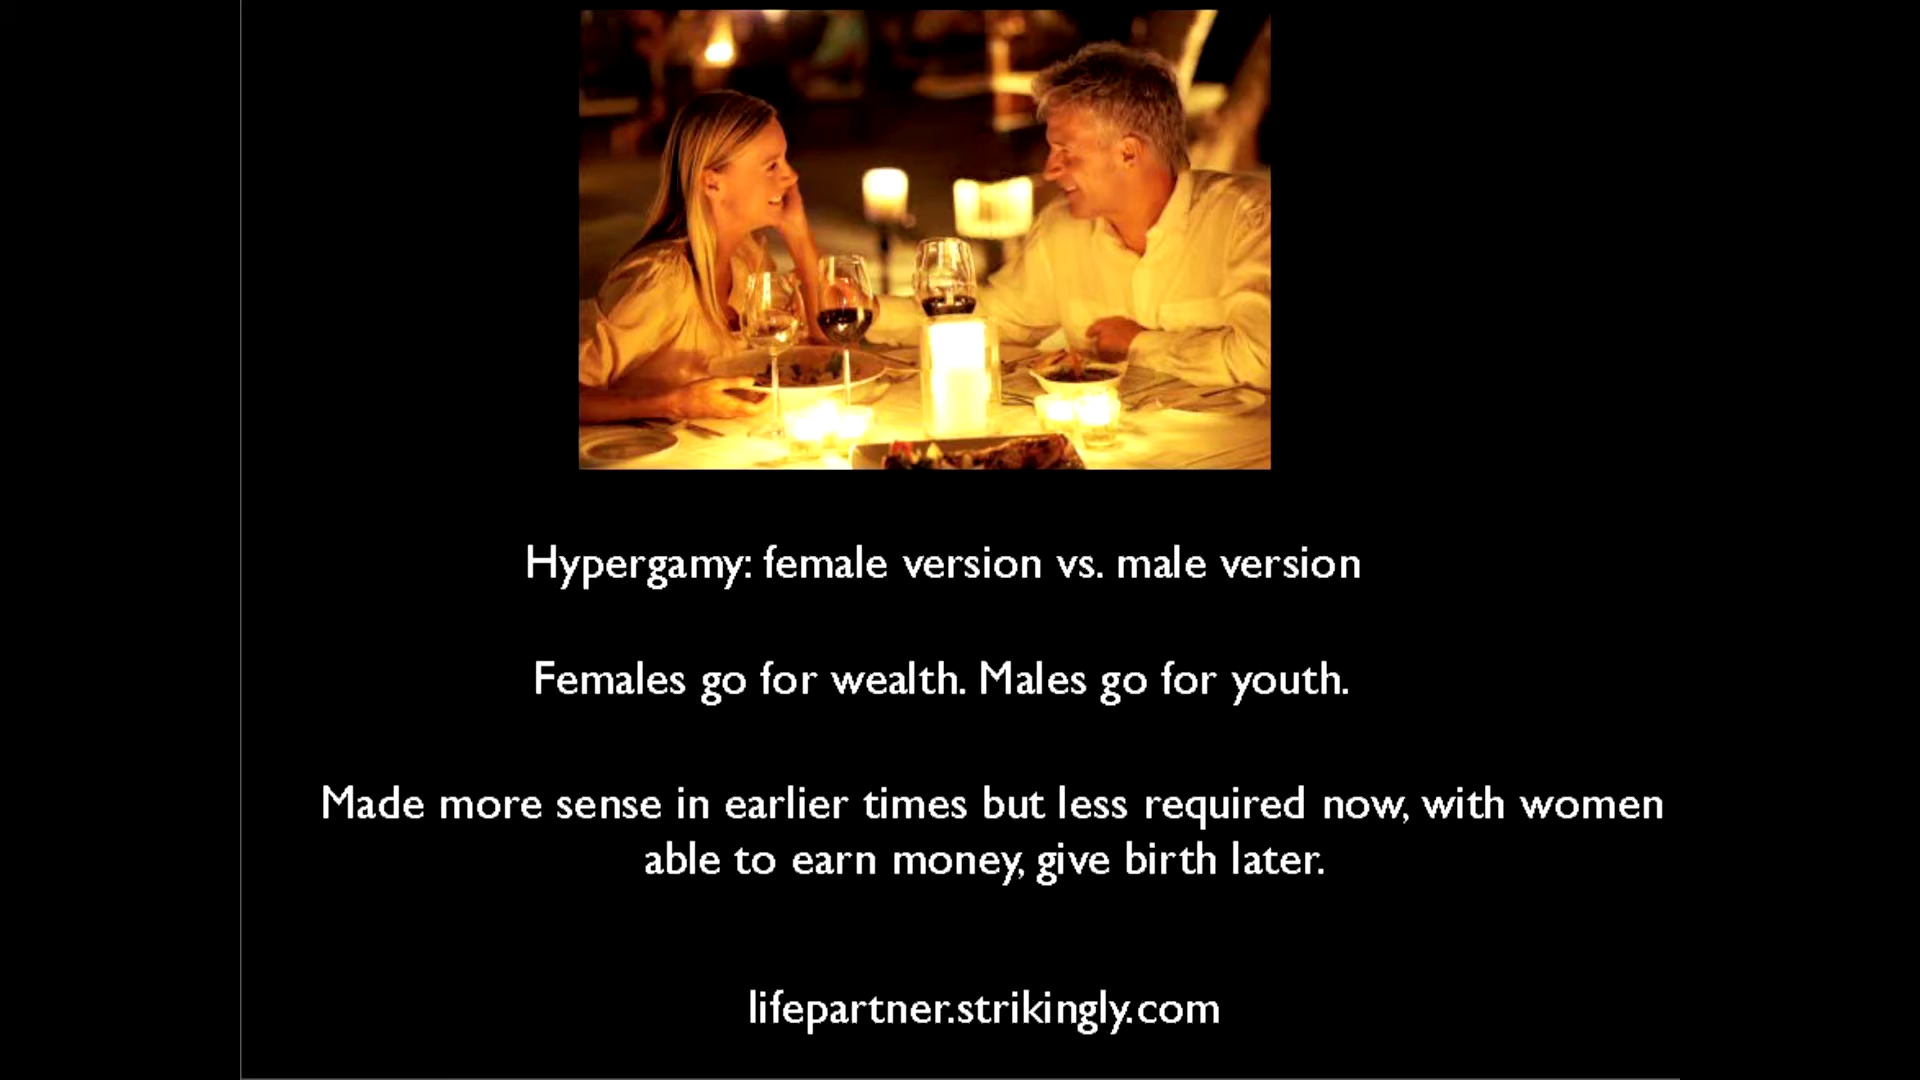 Hypergamy: female version vs. male version
Females go for wealth. Males go for youth.
Made more sense in earlier times but less required now, with women
able to earn money, give birth later.
lifepartner.strikingly.com